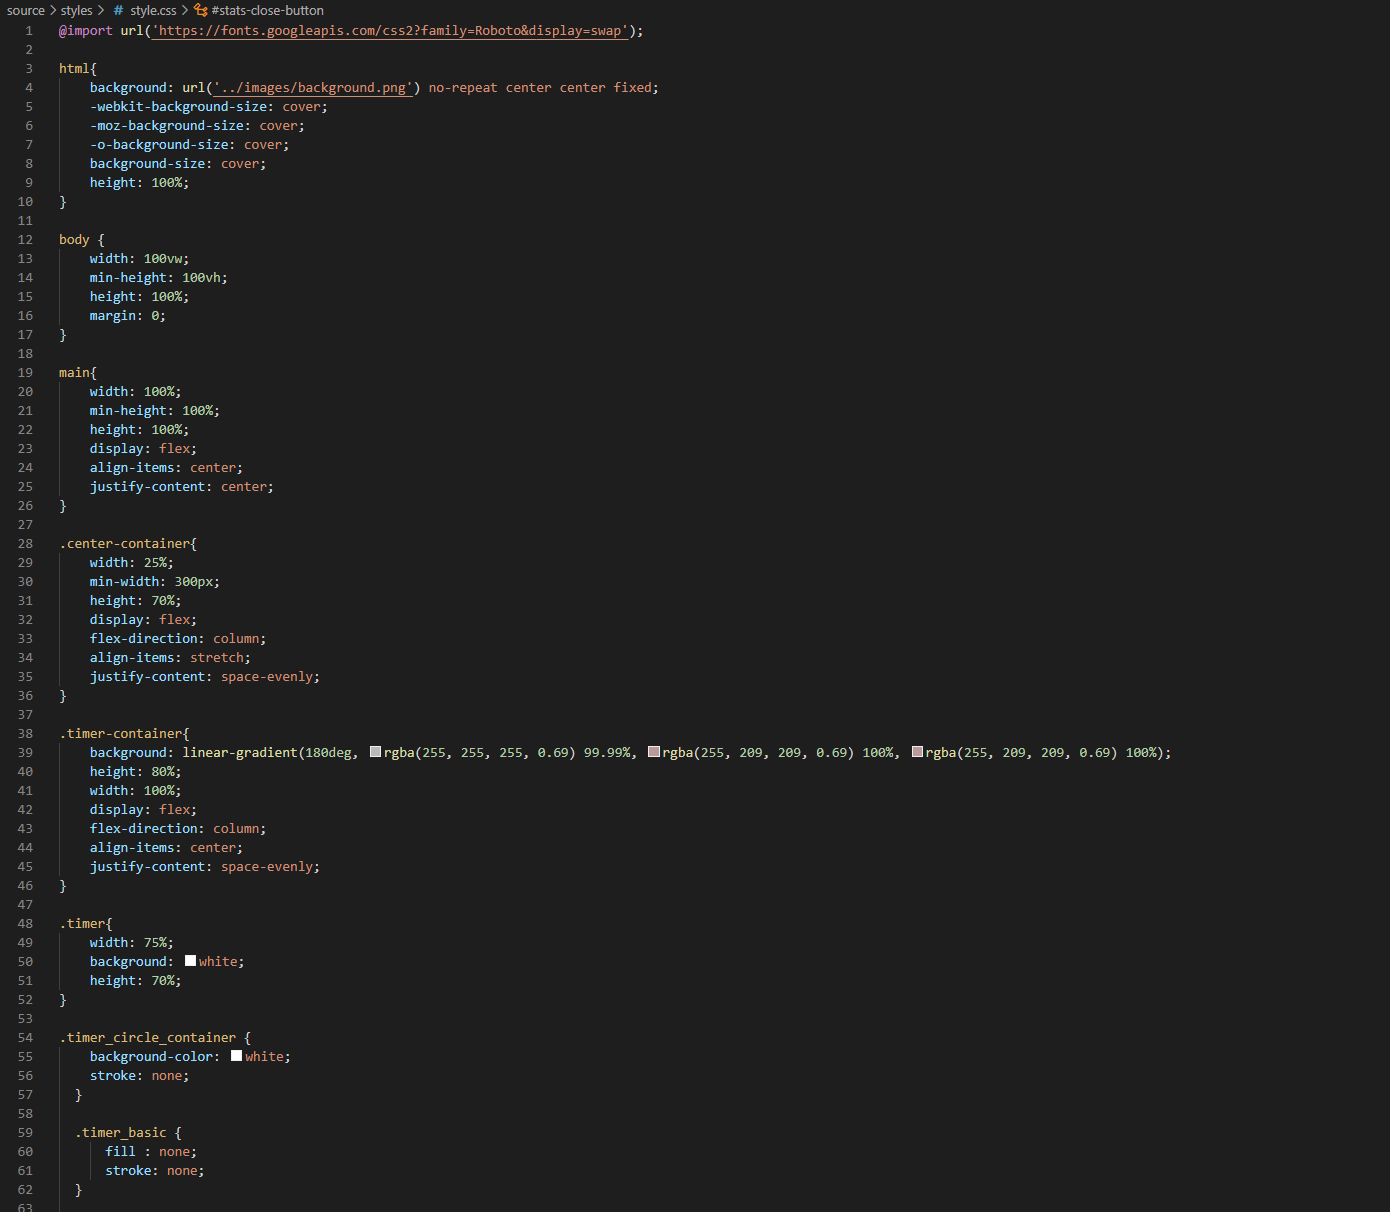 source > styles > # style.css > #stats-close-button
1 @import url('https://fonts.googleapis.com/css2?family=Roboto&display=swap');
2
3 html{
4     background: url('../images/background.png') no-repeat center center fixed;
5     -webkit-background-size: cover;
6     -moz-background-size: cover;
7     -o-background-size: cover;
8     background-size: cover;
9     height: 100%;
10 }
11
12 body {
13     width: 100vw;
14     min-height: 100vh;
15     height: 100%;
16     margin: 0;
17 }
18
19 main{
20     width: 100%;
21     min-height: 100%;
22     height: 100%;
23     display: flex;
24     align-items: center;
25     justify-content: center;
26 }
27
28 .center-container{
29     width: 25%;
30     min-width: 300px;
31     height: 70%;
32     display: flex;
33     flex-direction: column;
34     align-items: stretch;
35     justify-content: space-evenly;
36 }
37
38 .timer-container{
39     background: linear-gradient(180deg, rgba(255, 255, 255, 0.69) 99.99%, rgba(255, 209, 209, 0.69) 100%, rgba(255, 209, 209, 0.69) 100%);
40     height: 80%;
41     width: 100%;
42     display: flex;
43     flex-direction: column;
44     align-items: center;
45     justify-content: space-evenly;
46 }
47
48 .timer{
49     width: 75%;
50     background: white;
51     height: 70%;
52 }
53
54 .timer_circle_container {
55     background-color: white;
56     stroke: none;
57   }
58
59   .timer_basic {
60       fill : none;
61       stroke: none;
62   }
63